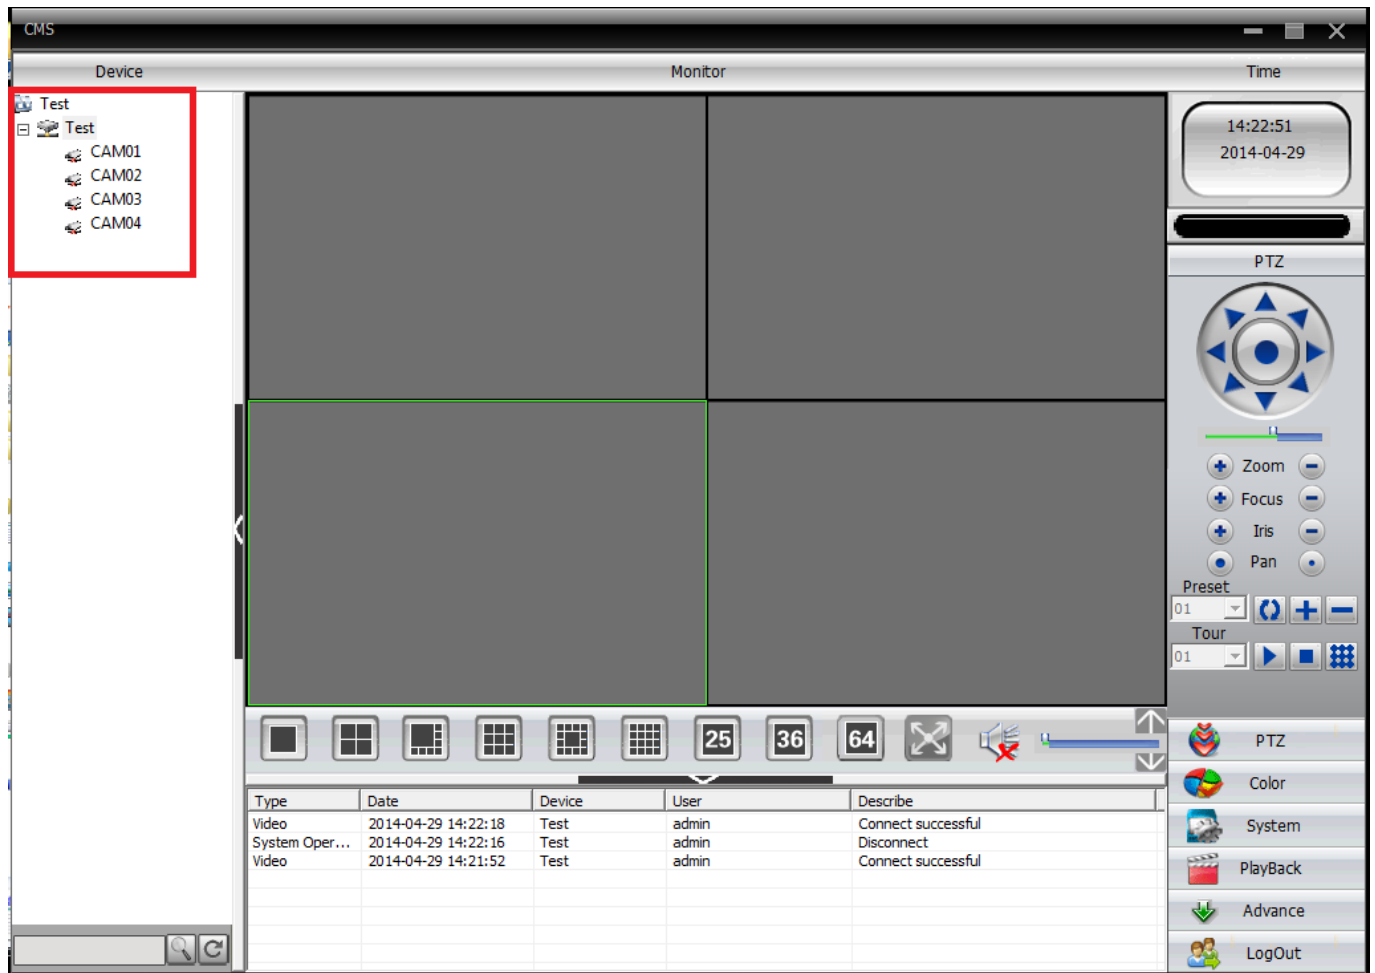 CMS
Device Monitor Time
Test
Test
CAM01
CAM02
CAM03
CAM04
14:22:51
2014-04-29
PTZ
Zoom
Focus
Iris
Pan
Preset
01
Tour
01
25 36 64
PTZ
Color
System
PlayBack
Advance
LogOut
Type Date Device User Describe
Video 2014-04-29 14:22:18 Test admin Connect successful
System Oper... 2014-04-29 14:22:16 Test admin Disconnect
Video 2014-04-29 14:21:52 Test admin Connect successful